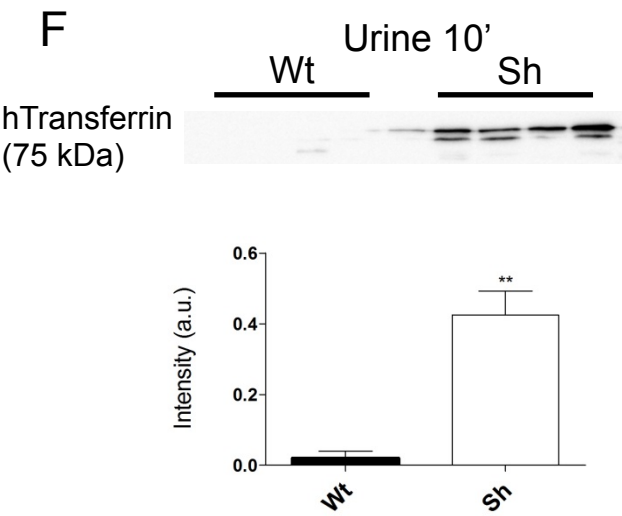 F
Urine 10’
Wt
Sh
hTransferrin
(75 kDa)
0.6
0.4
0.2
0.0
Intensity (a.u.)
**
Wt
Sh